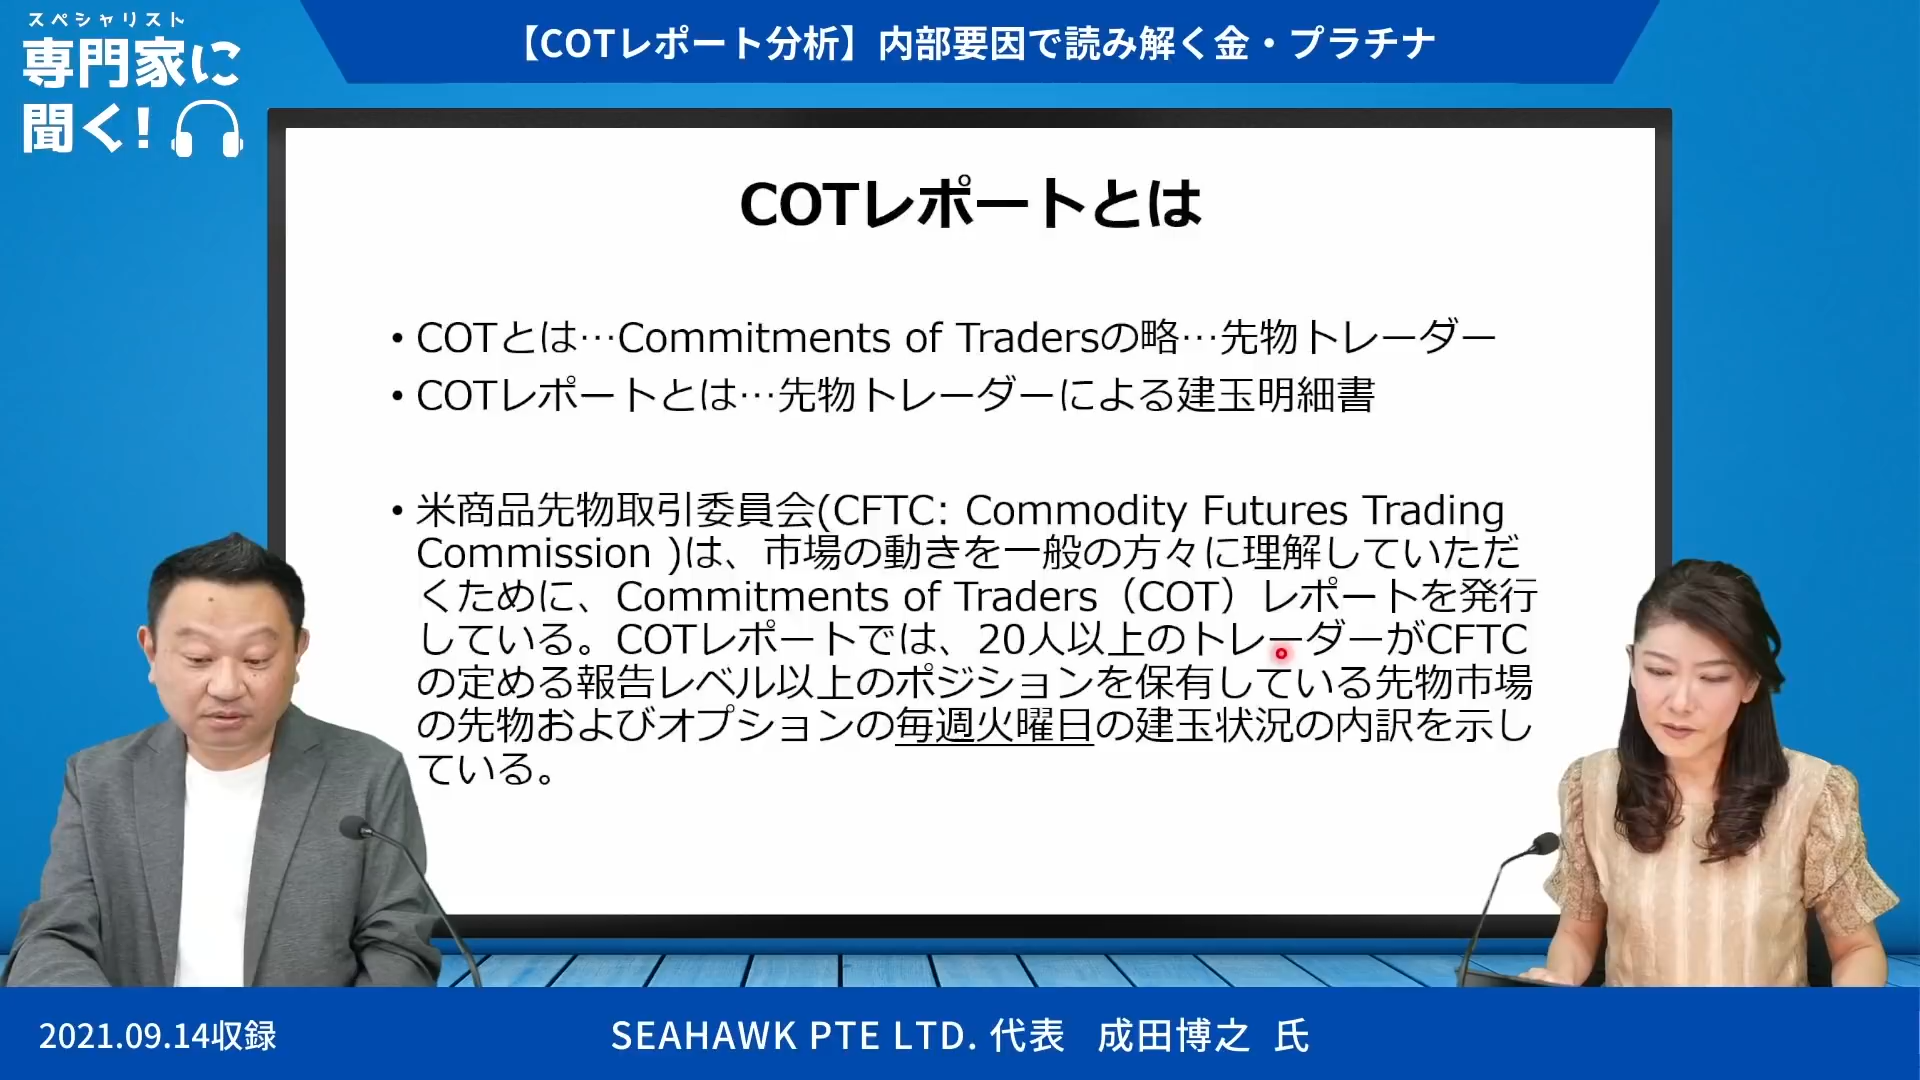 スペシャリスト
専門家に
聞く!
【COTレポート分析】内部要因で読み解く金・プラチナ
COTレポートとは
• COTとは…Commitments of Tradersの略…先物トレーダー
• COTレポートとは…先物トレーダーによる建玉明細書
• 米商品先物取引委員会(CFTC: Commodity Futures Trading
Commission )は、市場の動きを一般の方々に理解していただ
くために、Commitments of Traders（COT）レポートを発行
している。COTレポートでは、20人以上のトレーダーがCFTC
の定める報告レベル以上のポジションを保有している先物市場
の先物およびオプションの毎週火曜日の建玉状況の内訳を示し
ている。
2021.09.14収録
SEAHAWK PTE LTD. 代表 成田博之 氏